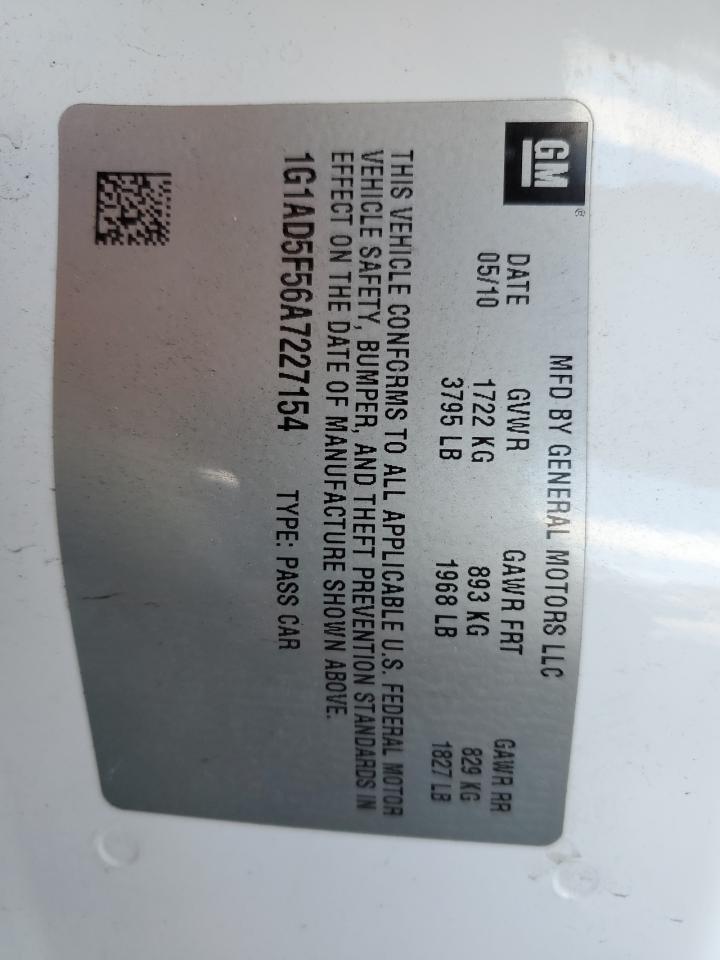 GM
®
MFD BY GENERAL MOTORS LLC
DATE GVWR GAWR FRT GAWR RR
05/10 1722 KG 893 KG 829 KG
3795 LB 1968 LB 1827 LB
THIS VEHICLE CONFORMS TO ALL APPLICABLE U.S. FEDERAL MOTOR
VEHICLE SAFETY, BUMPER, AND THEFT PREVENTION STANDARDS IN
EFFECT ON THE DATE OF MANUFACTURE SHOWN ABOVE.
1G1AD5F56A7227154 TYPE: PASS CAR